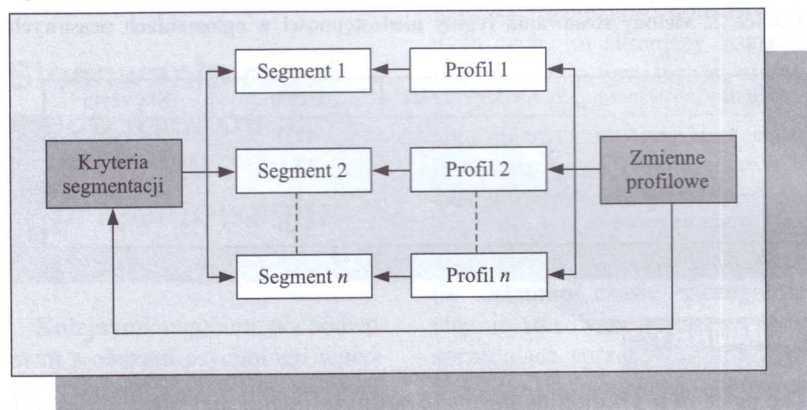 Segment 1
Profil 1
Kryteria
segmentacji
Segment 2
Profil 2
Zmienne
profilowe
Segment n
Profil n